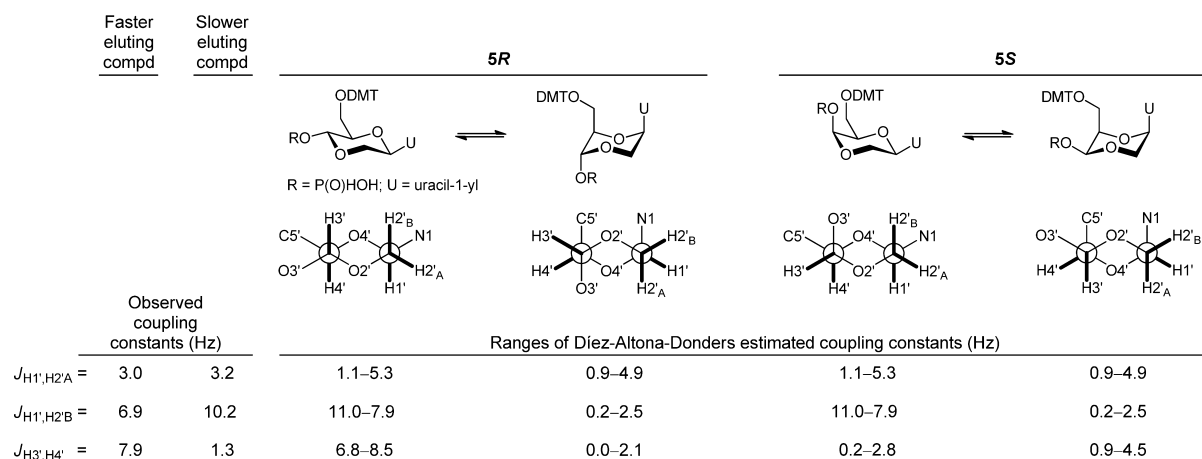 Faster eluting compd
Slower eluting compd
5R
5S
ODMT
RO
O
O
U
DMTO
U
O
O
OR
ODMT
RO
O
O
U
DMTO
U
O
O
RO
R = P(O)HOH; U = uracil-1-yl
H3' H2'B
C5' O4' N1
O3' O2' H2'A
H4' H1'
C5' N1
H3' O2' H2'B
H4' O4' H1'
O3' H2'A
O3' H2'B
C5' O4' N1
H3' O2' H2'A
H4' H1'
C5' N1
O3' O2' H2'B
H4' O4' H1'
H3' H2'A
Observed coupling constants (Hz)
Ranges of Díez-Altona-Donders estimated coupling constants (Hz)
JH1',H2'A = 3.0 3.2 1.1–5.3 0.9–4.9 1.1–5.3 0.9–4.9
JH1',H2'B = 6.9 10.2 11.0–7.9 0.2–2.5 11.0–7.9 0.2–2.5
JH3',H4' = 7.9 1.3 6.8–8.5 0.0–2.1 0.2–2.8 0.9–4.5